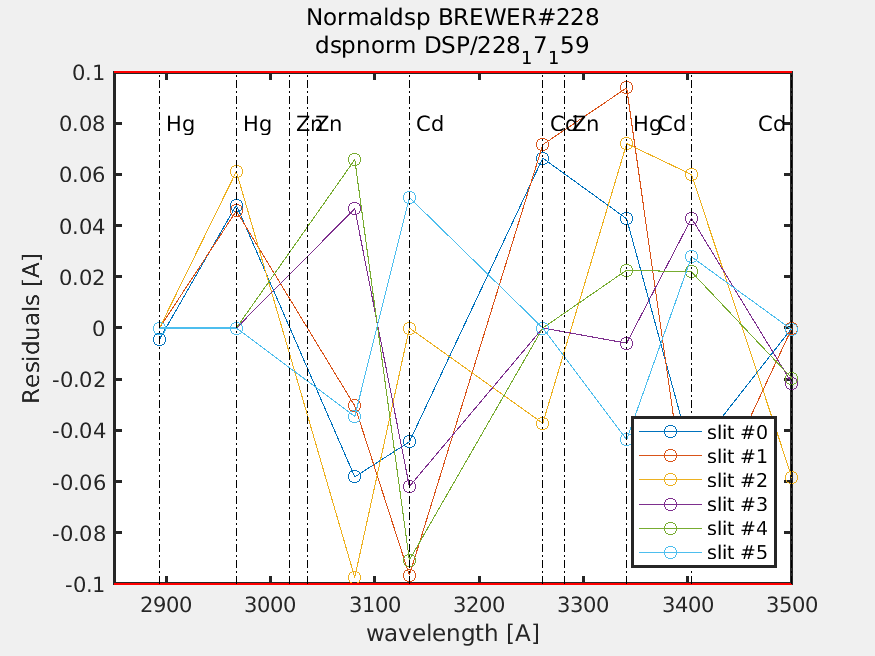 Normaldsp BREWER#228
dspnorm DSP/228₁7₁59
0.1
0.08
0.06
0.04
0.02
0
-0.02
-0.04
-0.06
-0.08
-0.1
Residuals [A]
Hg Hg Zn Zn Cd Cd Zn Hg Cd Cd
slit #0
slit #1
slit #2
slit #3
slit #4
slit #5
2900 3000 3100 3200 3300 3400 3500
wavelength [A]